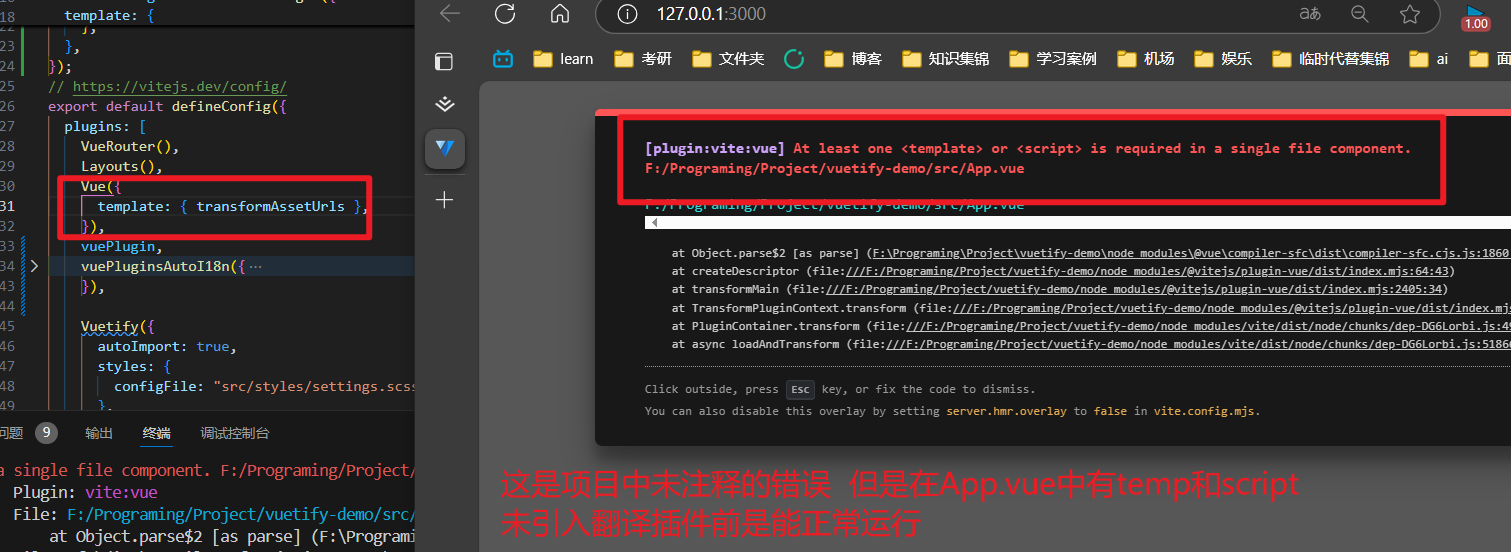 18 template: {
127.0.0.1:3000
1.00
learn 考研 文件夹 博客 知识集锦 学习案例 机场 娱乐 临时代替集锦 ai
23 },
24 });
25 // https://vitejs.dev/config/
26 export default defineConfig({
27 plugins: [
28 VueRouter(),
29 Layouts(),
30 Vue({
31 template: { transformAssetUrls },
32 }),
33 vuePlugin,
34 vuePluginsAutoI18n({ ⋯
43 }),
44
45 Vuetify({
46 autoImport: true,
47 styles: {
48 configFile: "src/styles/settings.scss
49 },
问题 9 输出 终端 调试控制台
a single file component. F:/Programing/Project/
Plugin: vite:vue
File: F:/Programing/Project/vuetify-demo/src/
at Object.parse$2 [as parse] (F:\Programi
[plugin:vite:vue] At least one <template> or <script> is required in a single file component.
F:/Programing/Project/vuetify-demo/src/App.vue
F:/Programing/Project/vuetify-demo/src/App.vue
at Object.parse$2 [as parse] (F:\Programing\Project\vuetify-demo\node_modules\@vue\compiler-sfc\dist\compiler-sfc.cjs.js:1860
at createDescriptor (file:///F:/Programing/Project/vuetify-demo/node_modules/@vitejs/plugin-vue/dist/index.mjs:64:43)
at transformMain (file:///F:/Programing/Project/vuetify-demo/node_modules/@vitejs/plugin-vue/dist/index.mjs:2405:34)
at TransformPluginContext.transform (file:///F:/Programing/Project/vuetify-demo/node_modules/@vitejs/plugin-vue/dist/index.mjs
at PluginContainer.transform (file:///F:/Programing/Project/vuetify-demo/node_modules/vite/dist/node/chunks/dep-DG6Lorbi.js:49
at async loadAndTransform (file:///F:/Programing/Project/vuetify-demo/node_modules/vite/dist/node/chunks/dep-DG6Lorbi.js:5186
Click outside, press Esc key, or fix the code to dismiss.
You can also disable this overlay by setting server.hmr.overlay to false in vite.config.mjs.
这是项目中未注释的错误 但是在App.vue中有temp和script
未引入翻译插件前是能正常运行